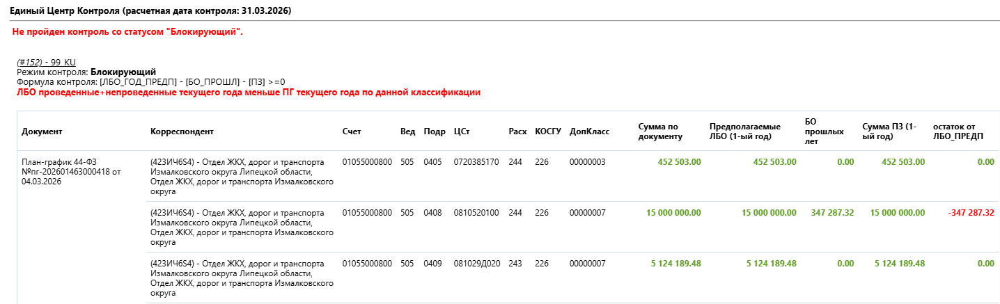 Единый Центр Контроля (расчетная дата контроля: 31.03.2026)
Не пройден контроль со статусом "Блокирующий".
(#152) - 99_KU
Режим контроля: Блокирующий
Формула контроля: [ЛБО_ГОД_ПРЕДП] - [БО_ПРОШЛ] - [ПЗ] >=0
ЛБО проведенные+непроведенные текущего года меньше ПГ текущего года по данной классификации
Документ Корреспондент Счет Вед Подр ЦСт Расх КОСГУ ДопКласс Сумма по документу Предполагаемые ЛБО (1-ый год) БО прошлых лет Сумма ПЗ (1-ый год) остаток от ЛБО_ПРЕДП
План-график 44-ФЗ (423ИЧ6S4) - Отдел ЖКХ, дорог и транспорта 01055000800 505 0405 0720385170 244 226 00000003 452 503.00 452 503.00 0.00 452 503.00 0.00
№пг-202601463000418 от Измалковского округа Липецкой области,
04.03.2026 Отдел ЖКХ, дорог и транспорта Измалковского
округа
(423ИЧ6S4) - Отдел ЖКХ, дорог и транспорта 01055000800 505 0408 0810520100 244 226 00000007 15 000 000.00 15 000 000.00 347 287.32 15 000 000.00 -347 287.32
Измалковского округа Липецкой области,
Отдел ЖКХ, дорог и транспорта Измалковского
округа
(423ИЧ6S4) - Отдел ЖКХ, дорог и транспорта 01055000800 505 0409 081029Д020 243 226 00000007 5 124 189.48 5 124 189.48 0.00 5 124 189.48 0.00
Измалковского округа Липецкой области,
Отдел ЖКХ, дорог и транспорта Измалковского
округа